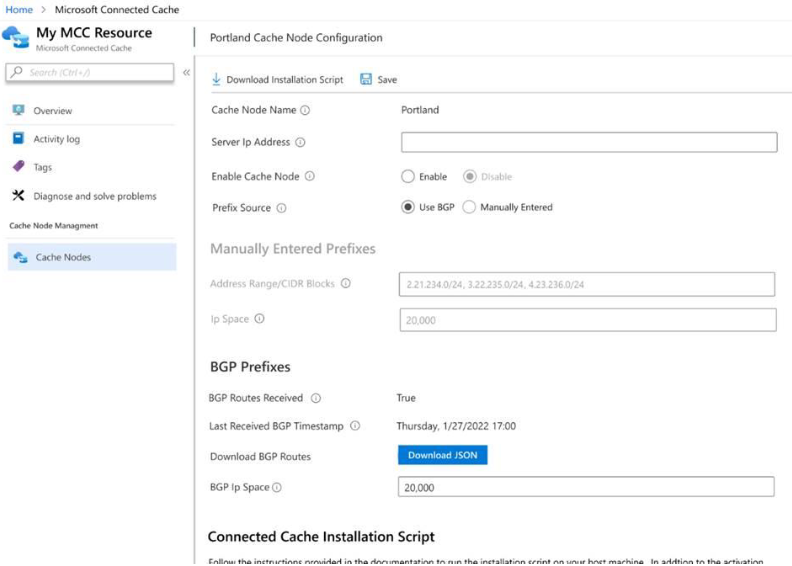 Home > Microsoft Connected Cache
My MCC Resource
Microsoft Connected Cache
Portland Cache Node Configuration
Search (Ctrl+/)
«
Download Installation Script
Save
Overview
Activity log
Tags
Diagnose and solve problems
Cache Node Managment
Cache Nodes
Cache Node Name
Portland
Server Ip Address
Enable Cache Node
Enable
Disable
Prefix Source
Use BGP
Manually Entered
Manually Entered Prefixes
Address Range/CIDR Blocks
2.21.234.0/24, 3.22.235.0/24, 4.23.236.0/24
Ip Space
20,000
BGP Prefixes
BGP Routes Received
True
Last Received BGP Timestamp
Thursday, 1/27/2022 17:00
Download BGP Routes
Download JSON
BGP Ip Space
20,000
Connected Cache Installation Script
Follow the instructions provided in the documentation to run the installation script on your host machine. In addtion to the activation